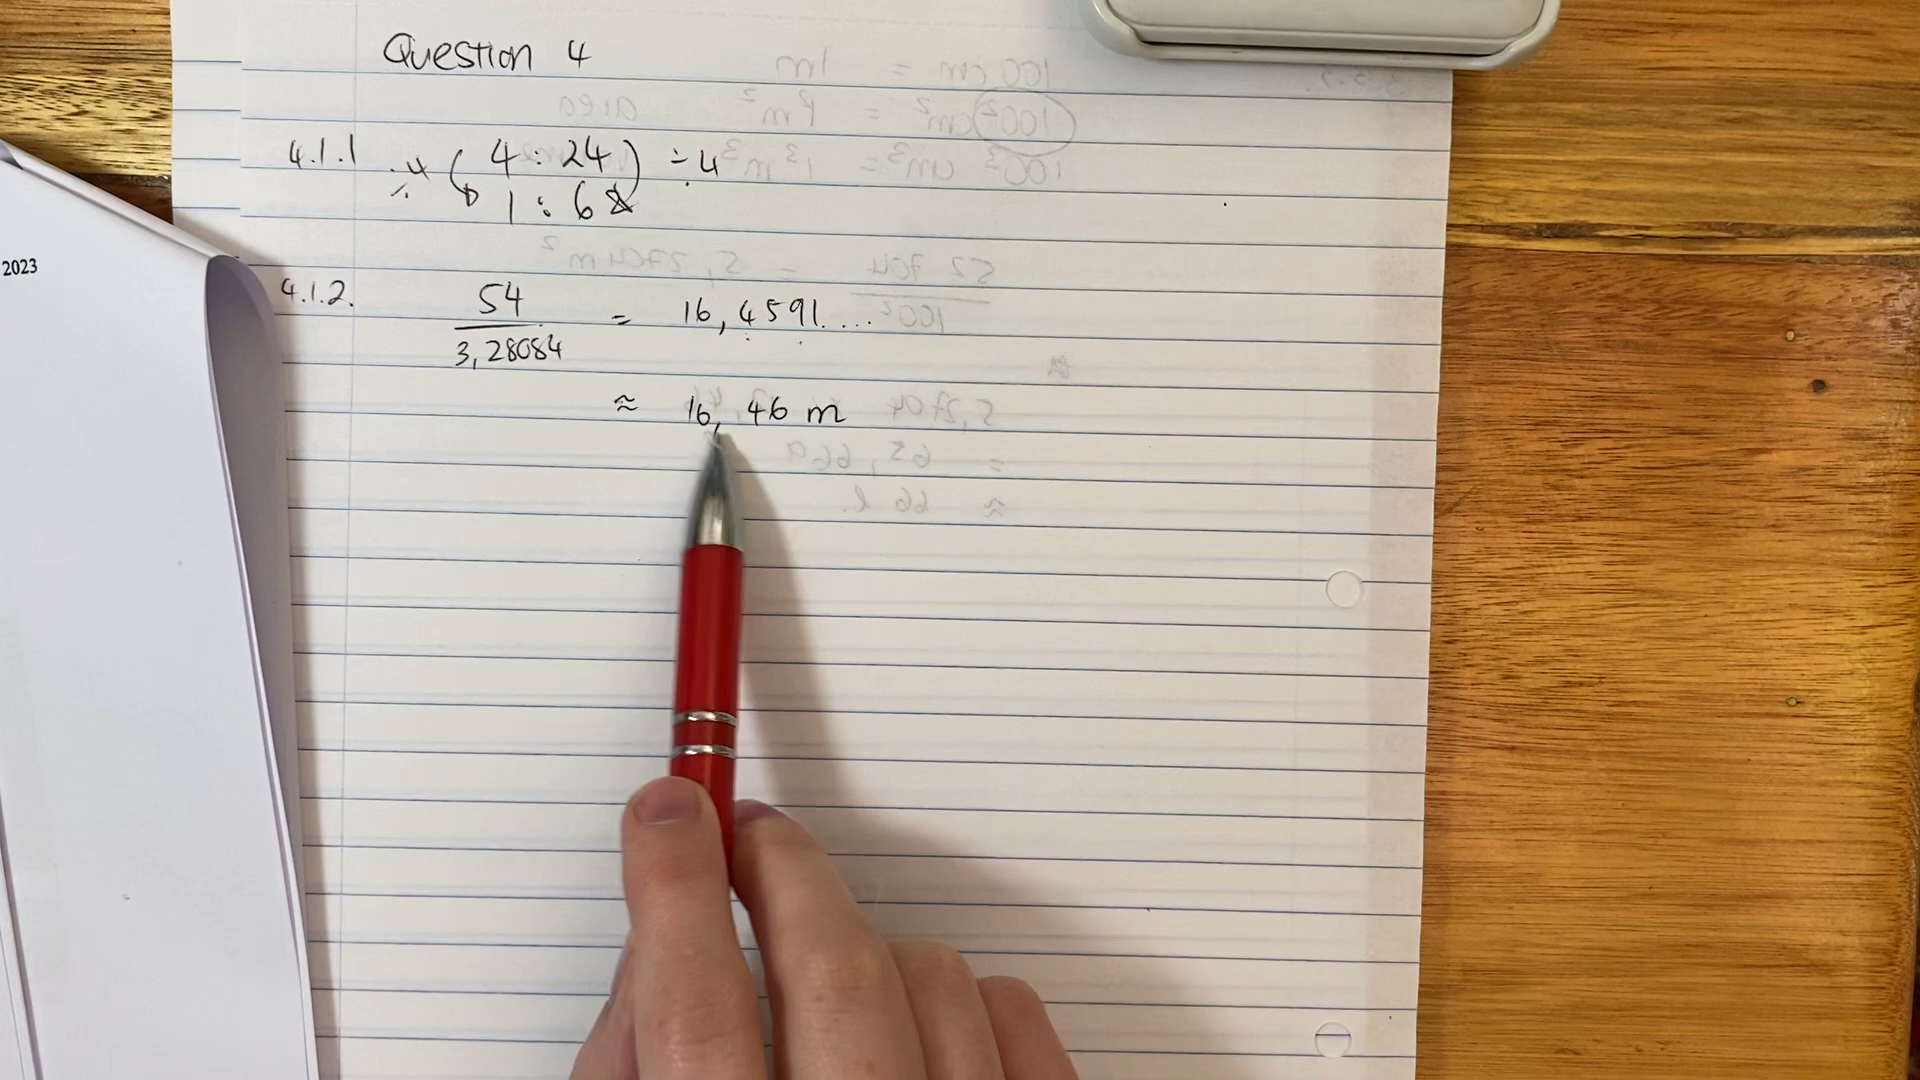 Question 4
4.1.1 ÷4 ( 4 : 24 ) ÷4
1 : 6
2023
4.1.2. 54
3,28084
= 16,4591....
≈ 16,46 m